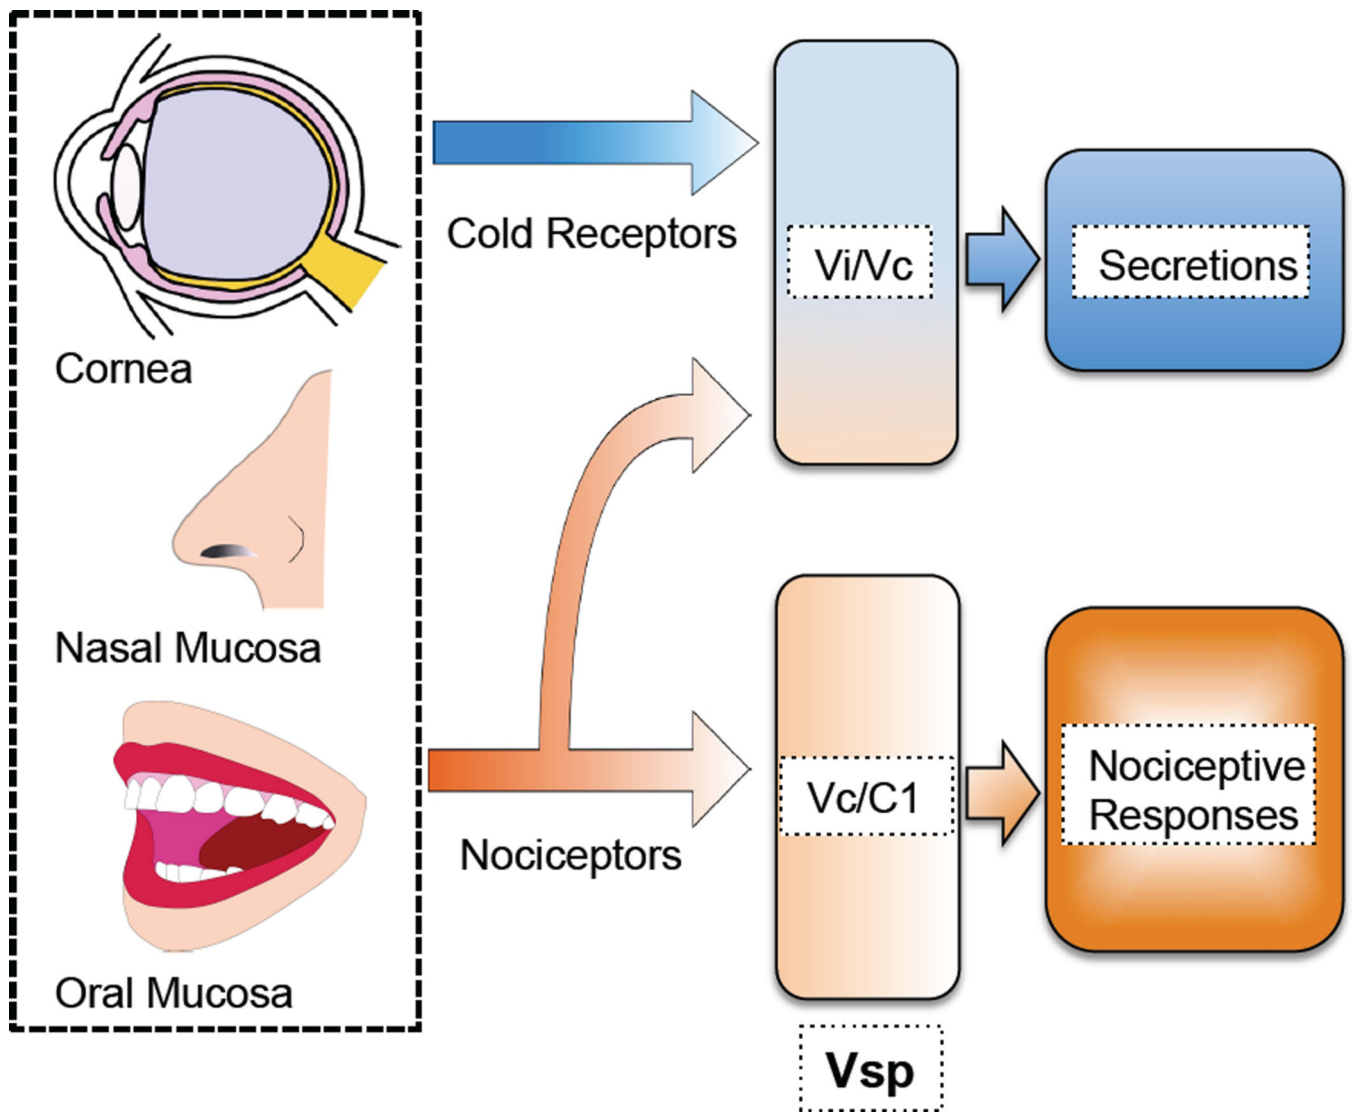 Cornea
Nasal Mucosa
Oral Mucosa
Cold Receptors
Nociceptors
Vi/Vc
Secretions
Vc/C1
Nociceptive
Responses
Vsp